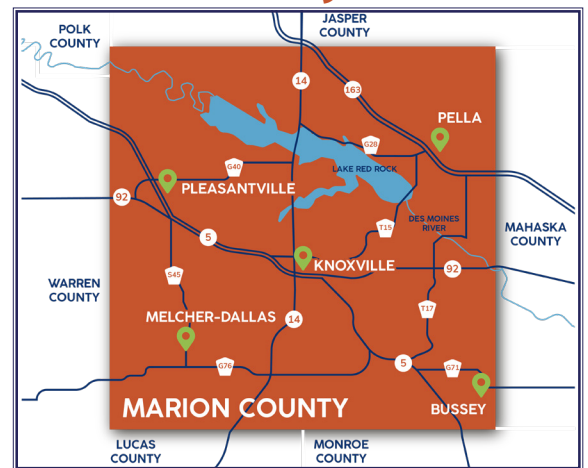 JASPER
COUNTY
POLK
COUNTY
14
163
PELLA
G28
G40
LAKE RED ROCK
PLEASANTVILLE
92
DES MOINES
RIVER
T15
MAHASKA
COUNTY
5
KNOXVILLE
92
S45
WARREN
COUNTY
T17
MELCHER-DALLAS
14
5
G76
G71
MARION COUNTY
BUSSEY
LUCAS
COUNTY
MONROE
COUNTY